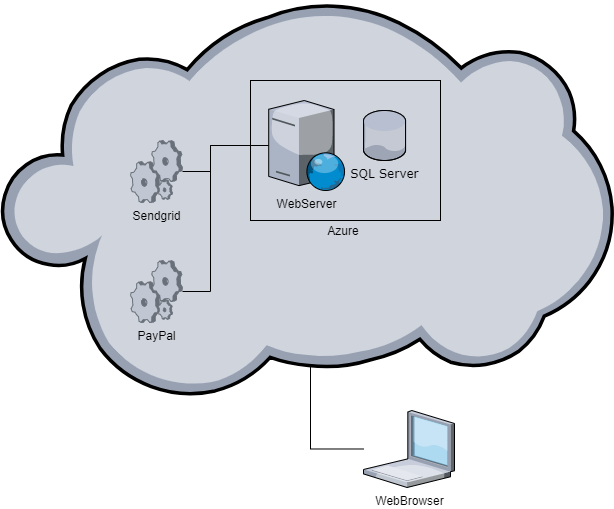 SQL Server
WebServer
Sendgrid
Azure
PayPal
WebBrowser